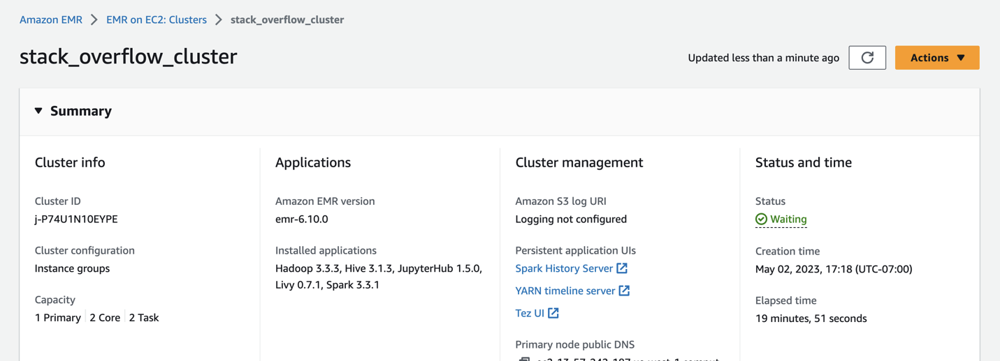 Amazon EMR > EMR on EC2: Clusters > stack_overflow_cluster
stack_overflow_cluster
Updated less than a minute ago
Actions
Summary
Cluster info
Cluster ID
j-P74U1N10EYPE
Cluster configuration
Instance groups
Capacity
1 Primary
2 Core
2 Task
Applications
Amazon EMR version
emr-6.10.0
Installed applications
Hadoop 3.3.3, Hive 3.1.3, JupyterHub 1.5.0,
Livy 0.7.1, Spark 3.3.1
Cluster management
Amazon S3 log URI
Logging not configured
Persistent application UIs
Spark History Server
YARN timeline server
Tez UI
Primary node public DNS
Status and time
Status
Waiting
Creation time
May 02, 2023, 17:18 (UTC-07:00)
Elapsed time
19 minutes, 51 seconds